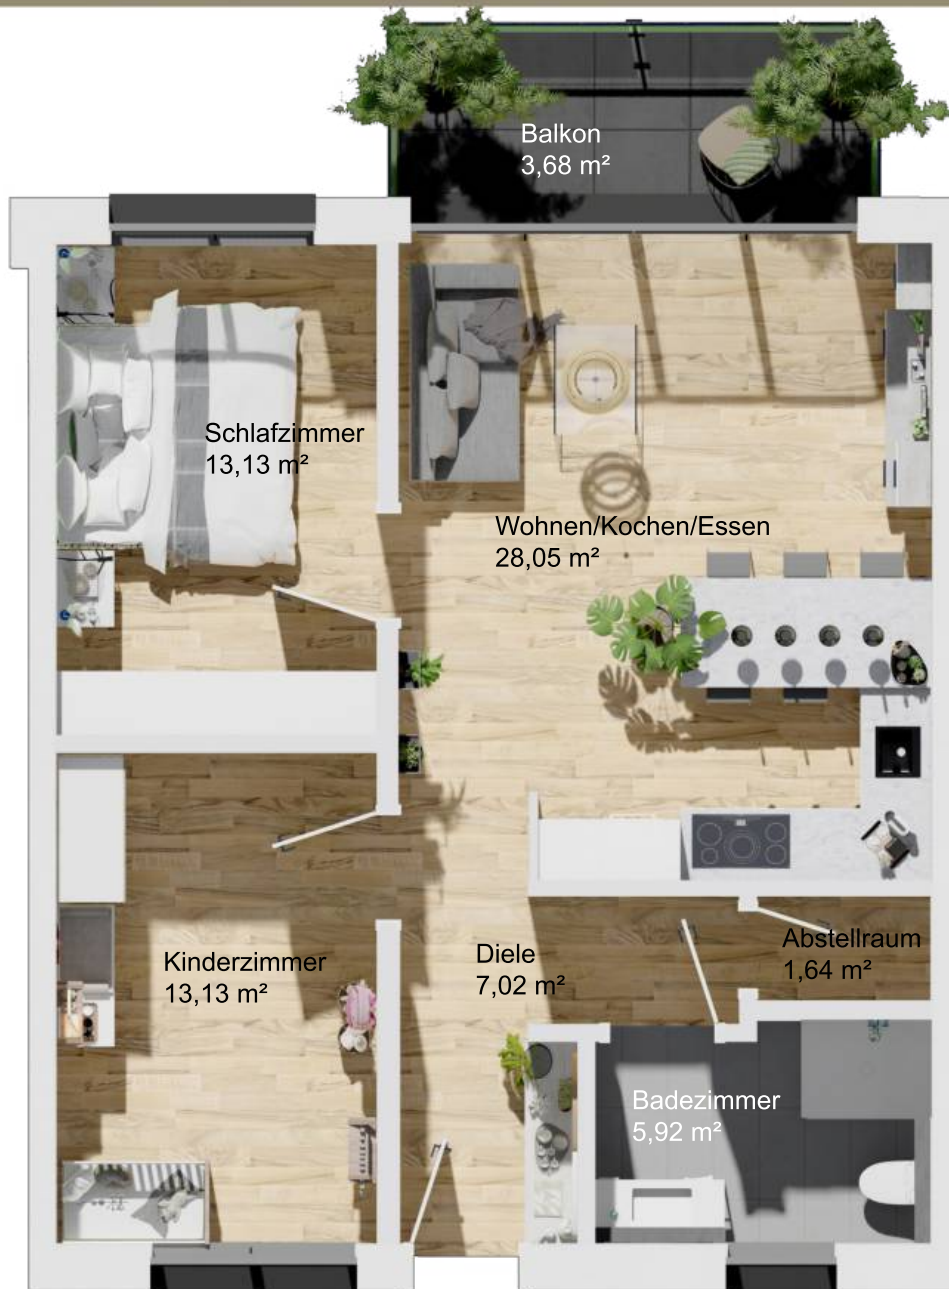 Balkon
3,68 m²
Schlafzimmer
13,13 m²
Wohnen/Kochen/Essen
28,05 m²
Kinderzimmer
13,13 m²
Diele
7,02 m²
Abstellraum
1,64 m²
Badezimmer
5,92 m²